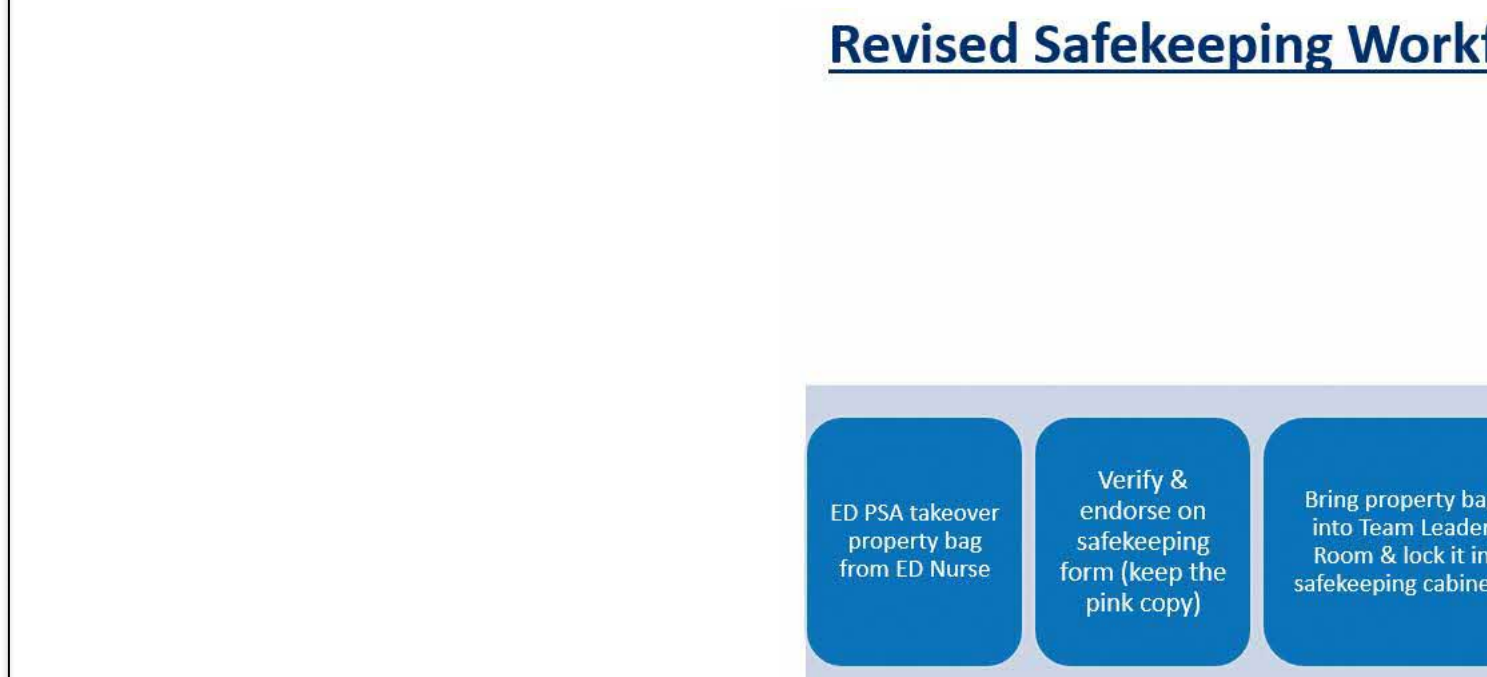 Revised Safekeeping Workf
ED PSA takeover
property bag
from ED Nurse
Verify &
endorse on
safekeeping
form (keep the
pink copy)
Bring property ba
into Team Leader
Room & lock it in
safekeeping cabine